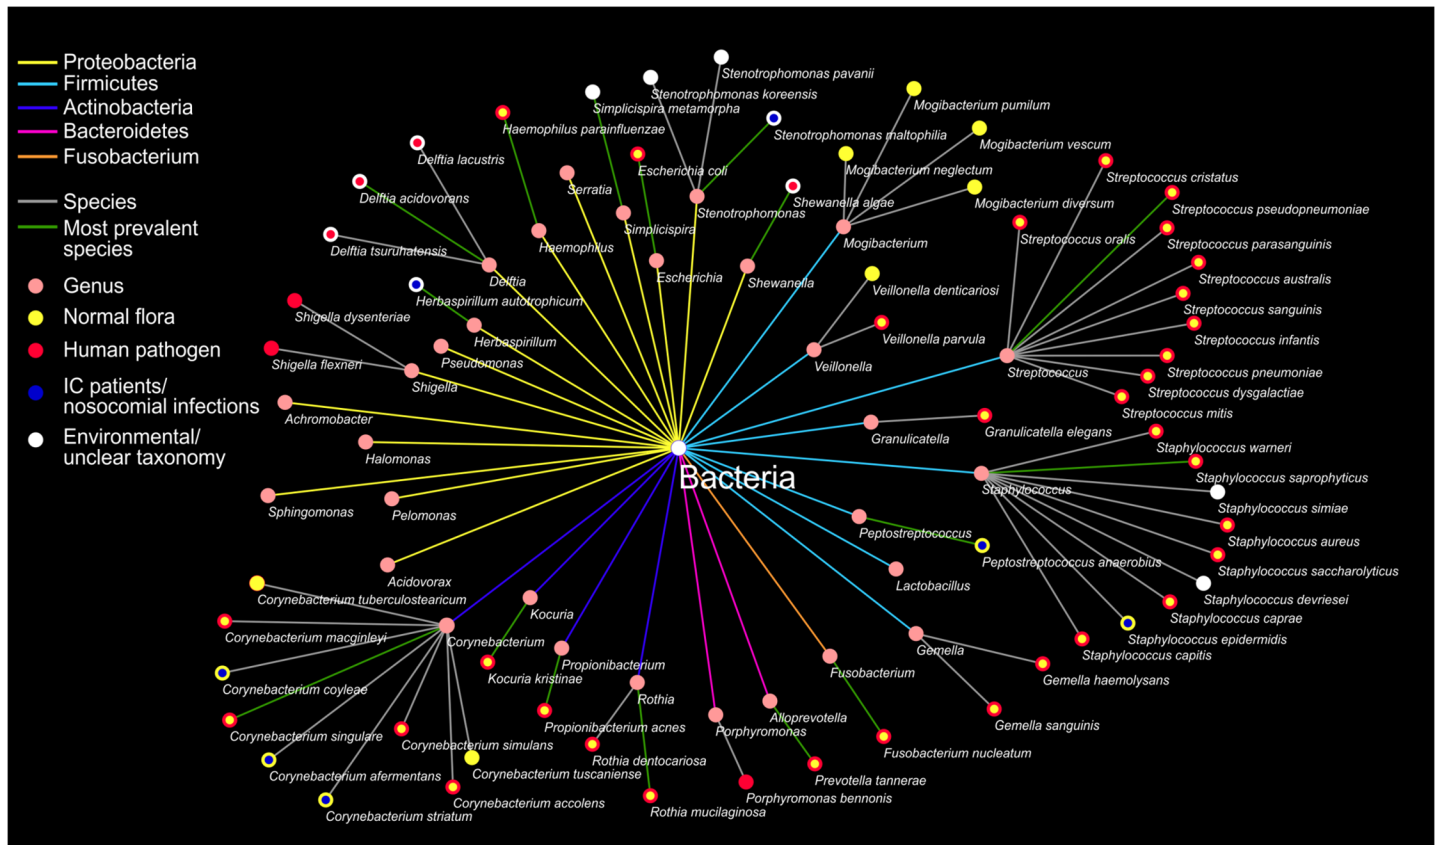 Proteobacteria
Firmicutes
Actinobacteria
Bacteroidetes
Fusobacterium
Species
Most prevalent
species
Genus
Normal flora
Human pathogen
IC patients/
nosocomial infections
Environmental/
unclear taxonomy
Stenotrophomonas pavanii
Stenotrophomonas koreensis
Simplicispira metamorpha
Mogibacterium pumilum
Haemophilus parainfluenzae
Stenotrophomonas maltophilia
Mogibacterium vescum
Delftia lacustris
Escherichia coli
Mogibacterium neglectum
Streptococcus cristatus
Serratia
Delftia acidovorans
Shewanella algae
Mogibacterium diversum
Streptococcus pseudopneumoniae
Stenotrophomonas
Simplicispira
Streptococcus oralis
Streptococcus parasanguinis
Delftia tsuruhatensis
Haemophilus
Mogibacterium
Escherichia
Delftia
Shewanella
Streptococcus australis
Veillonella denticariosi
Herbaspirillum autotrophicum
Streptococcus sanguinis
Shigella dysenteriae
Herbaspirillum
Veillonella parvula
Streptococcus infantis
Pseudomonas
Shigella flexneri
Shigella
Veillonella
Streptococcus
Streptococcus pneumoniae
Streptococcus dysgalactiae
Streptococcus mitis
Achromobacter
Granulicatella
Granulicatella elegans
Staphylococcus warneri
Halomonas
Bacteria
Staphylococcus saprophyticus
Staphylococcus
Staphylococcus simiae
Sphingomonas
Pelomonas
Peptostreptococcus
Staphylococcus aureus
Peptostreptococcus anaerobius
Staphylococcus saccharolyticus
Acidovorax
Lactobacillus
Corynebacterium tuberculostearicum
Staphylococcus devriesei
Kocuria
Staphylococcus caprae
Corynebacterium macginleyi
Corynebacterium
Staphylococcus epidermidis
Gemella
Staphylococcus capitis
Propionibacterium
Fusobacterium
Kocuria kristinae
Gemella haemolysans
Corynebacterium coyleae
Rothia
Alloprevotella
Propionibacterium acnes
Porphyromonas
Gemella sanguinis
Corynebacterium singulare
Corynebacterium simulans
Fusobacterium nucleatum
Rothia dentocariosa
Corynebacterium afermentans
Corynebacterium tuscaniense
Prevotella tannerae
Corynebacterium accolens
Porphyromonas bennonis
Rothia mucilaginosa
Corynebacterium striatum